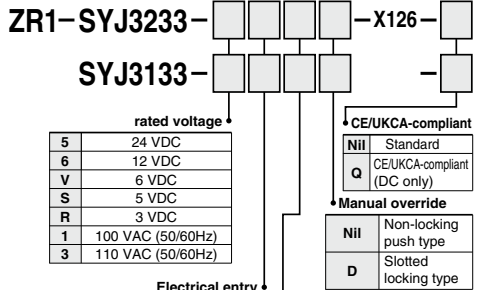 ZR1-SYJ3233- -X126-
SYJ3133- -
rated voltage
5 24 VDC
6 12 VDC
V 6 VDC
S 5 VDC
R 3 VDC
1 100 VAC (50/60Hz)
3 110 VAC (50/60Hz)
Electrical entry
CE/UKCA-compliant
Nil Standard
Q CE/UKCA-compliant
(DC only)
Manual override
Nil Non-locking
push type
D Slotted
locking type